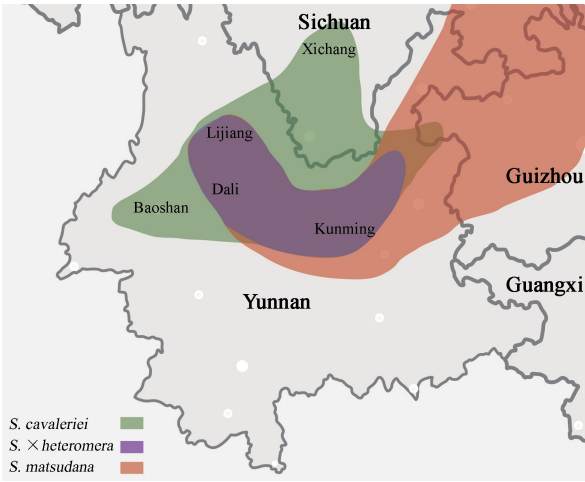 Sichuan
Xichang
Lijiang
Guizhou
Dali
Baoshan
Kunming
Guangxi
Yunnan
S. cavaleriei
S. × heteromera
S. matsudana